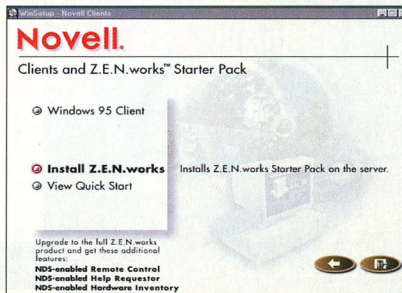 WinSetup - Novell Clients
Novell.
Clients and Z.E.N.works™ Starter Pack
Windows 95 Client
Install Z.E.N.works Installs Z.E.N.works Starter Pack on the server.
View Quick Start
Upgrade to the full Z.E.N.works
product and get these additional
features:
NDS-enabled Remote Control
NDS-enabled Help Requestor
NDS-enabled Hardware Inventory